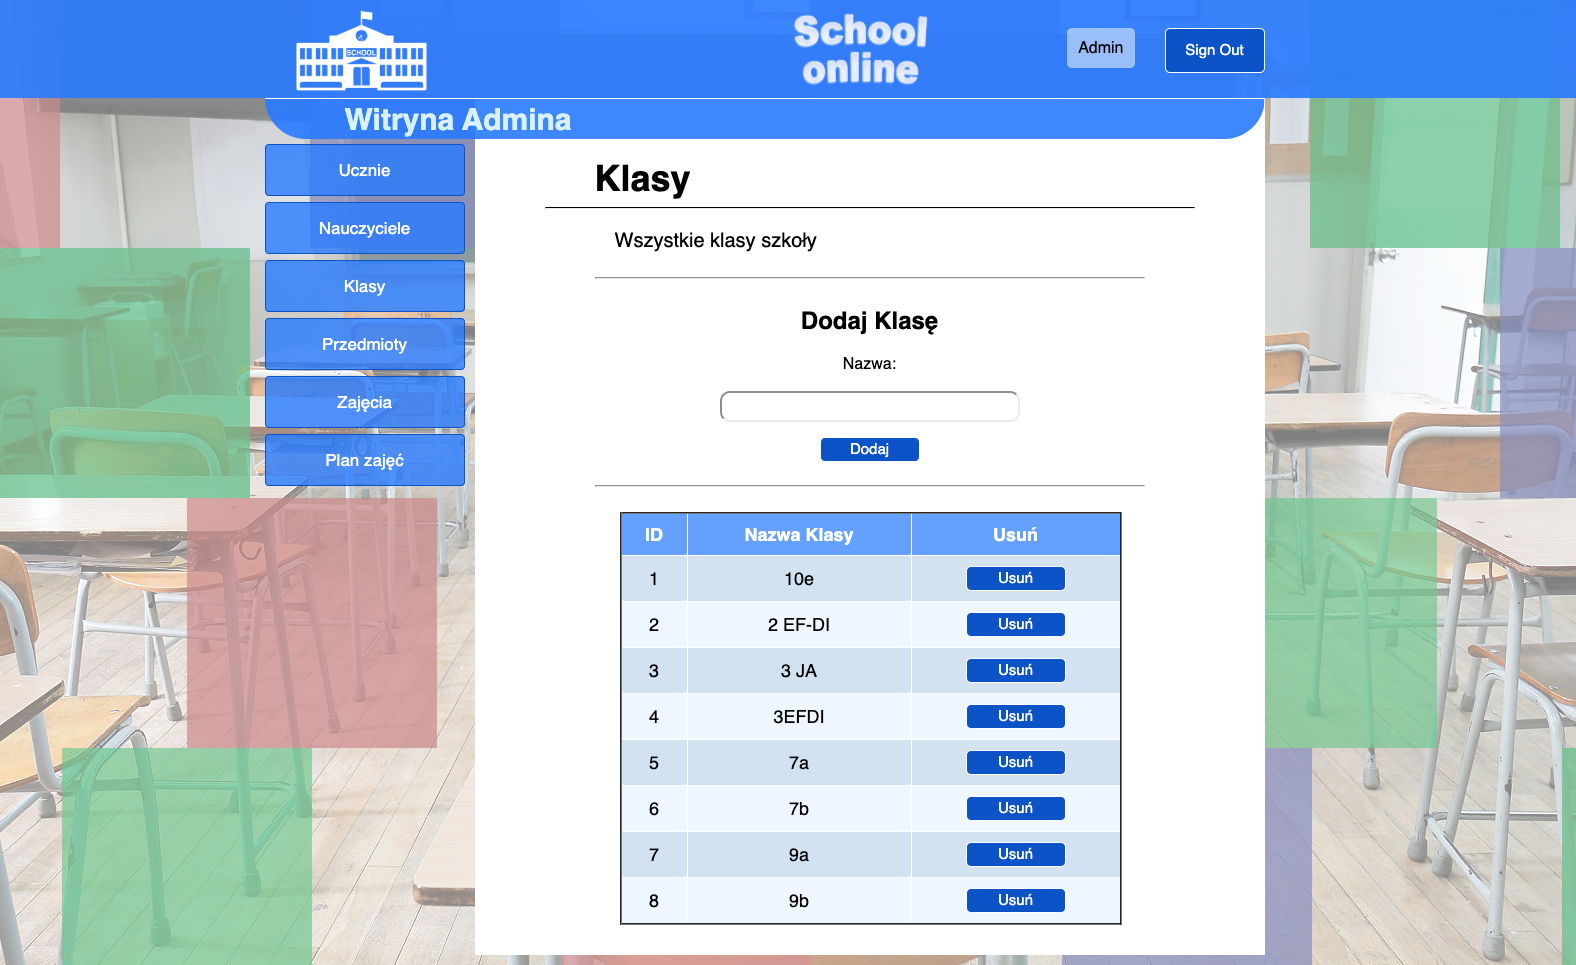 SCHOOL
School
online
Admin
Sign Out
Witryna Admina
Ucznie
Nauczyciele
Klasy
Przedmioty
Zajęcia
Plan zajęć
Klasy
Wszystkie klasy szkoły
Dodaj Klasę
Nazwa:
Dodaj
ID Nazwa Klasy Usuń
1 10e Usuń
2 2 EF-DI Usuń
3 3 JA Usuń
4 3EFDI Usuń
5 7a Usuń
6 7b Usuń
7 9a Usuń
8 9b Usuń